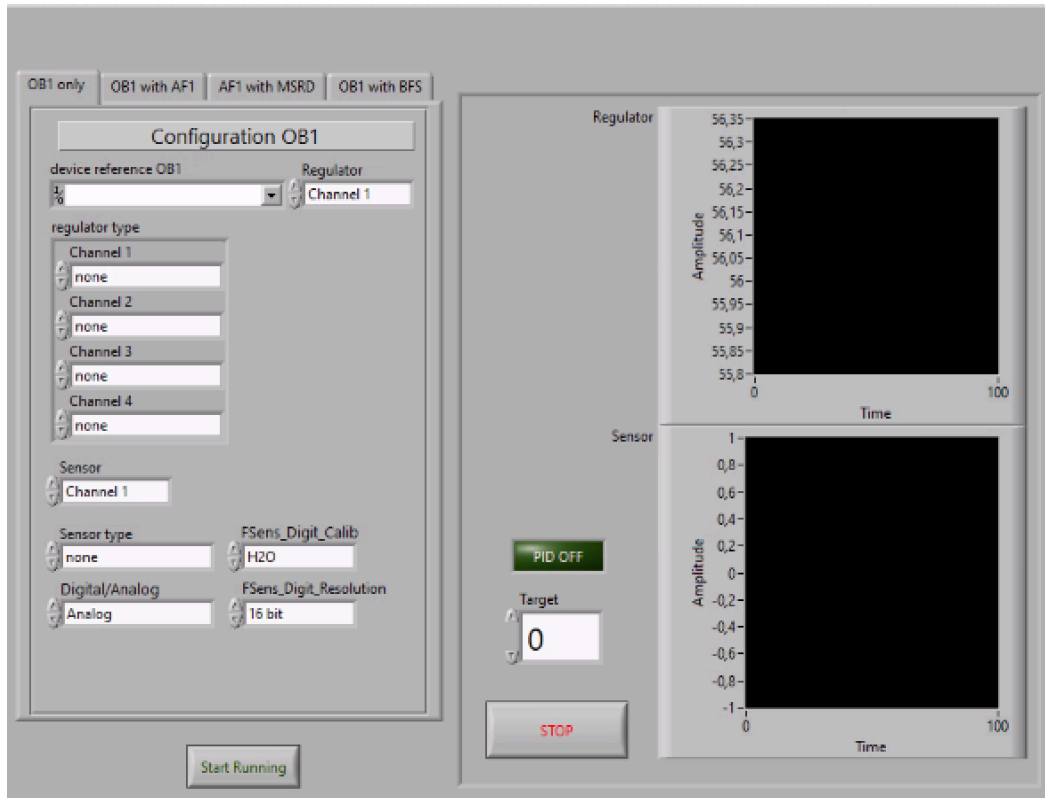 OB1 only
OB1 with AF1
AF1 with MSRD
OB1 with BFS
Configuration OB1
device reference OB1
Regulator
Channel 1
regulator type
Channel 1
none
Channel 2
none
Channel 3
none
Channel 4
none
Sensor
Channel 1
Sensor type
FSens_Digit_Calib
none
H2O
Digital/Analog
FSens_Digit_Resolution
Analog
16 bit
Start Running
Regulator
Amplitude
56,35
56,3
56,25
56,2
56,15
56,1
56,05
56
55,95
55,9
55,85
55,8
0
100
Time
Sensor
Amplitude
1
0,8
0,6
0,4
0,2
0
-0,2
-0,4
-0,6
-0,8
-1
0
100
Time
PID OFF
Target
0
STOP